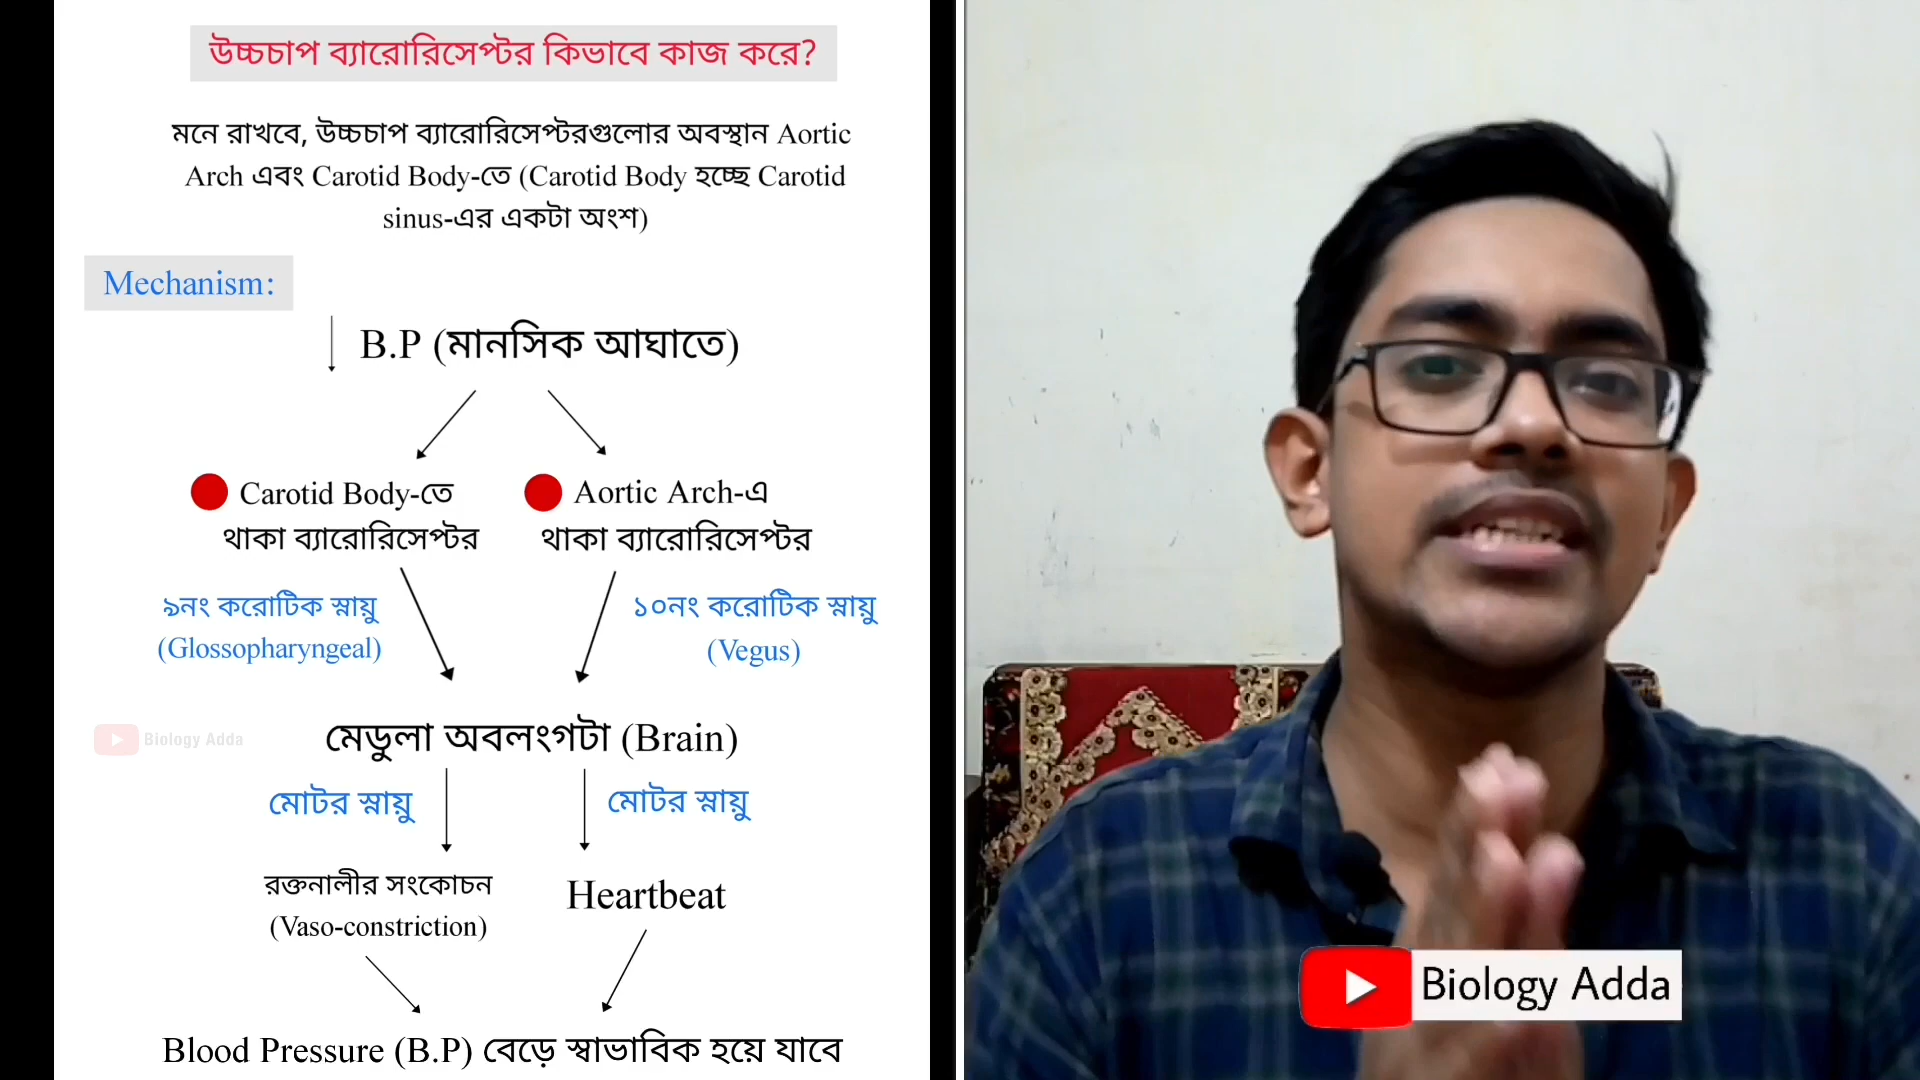 উচ্চচাপ ব্যারোরিসেপ্টর কিভাবে কাজ করে?
মনে রাখবে, উচ্চচাপ ব্যারোরিসেপ্টরগুলোর অবস্থান Aortic
Arch এবং Carotid Body-তে (Carotid Body হচ্ছে Carotid
sinus-এর একটা অংশ)
Mechanism:
B.P (মানসিক আঘাতে)
Carotid Body-তে
থাকা ব্যারোরিসেপ্টর
Aortic Arch-এ
থাকা ব্যারোরিসেপ্টর
৯নং করোটিক স্নায়ু
(Glossopharyngeal)
১০নং করোটিক স্নায়ু
(Vegus)
Biology Adda
মেডুলা অবলংগটা (Brain)
মোটর স্নায়ু
মোটর স্নায়ু
রক্তনালীর সংকোচন
(Vaso-constriction)
Heartbeat
Blood Pressure (B.P) বেড়ে স্বাভাবিক হয়ে যাবে
Biology Adda